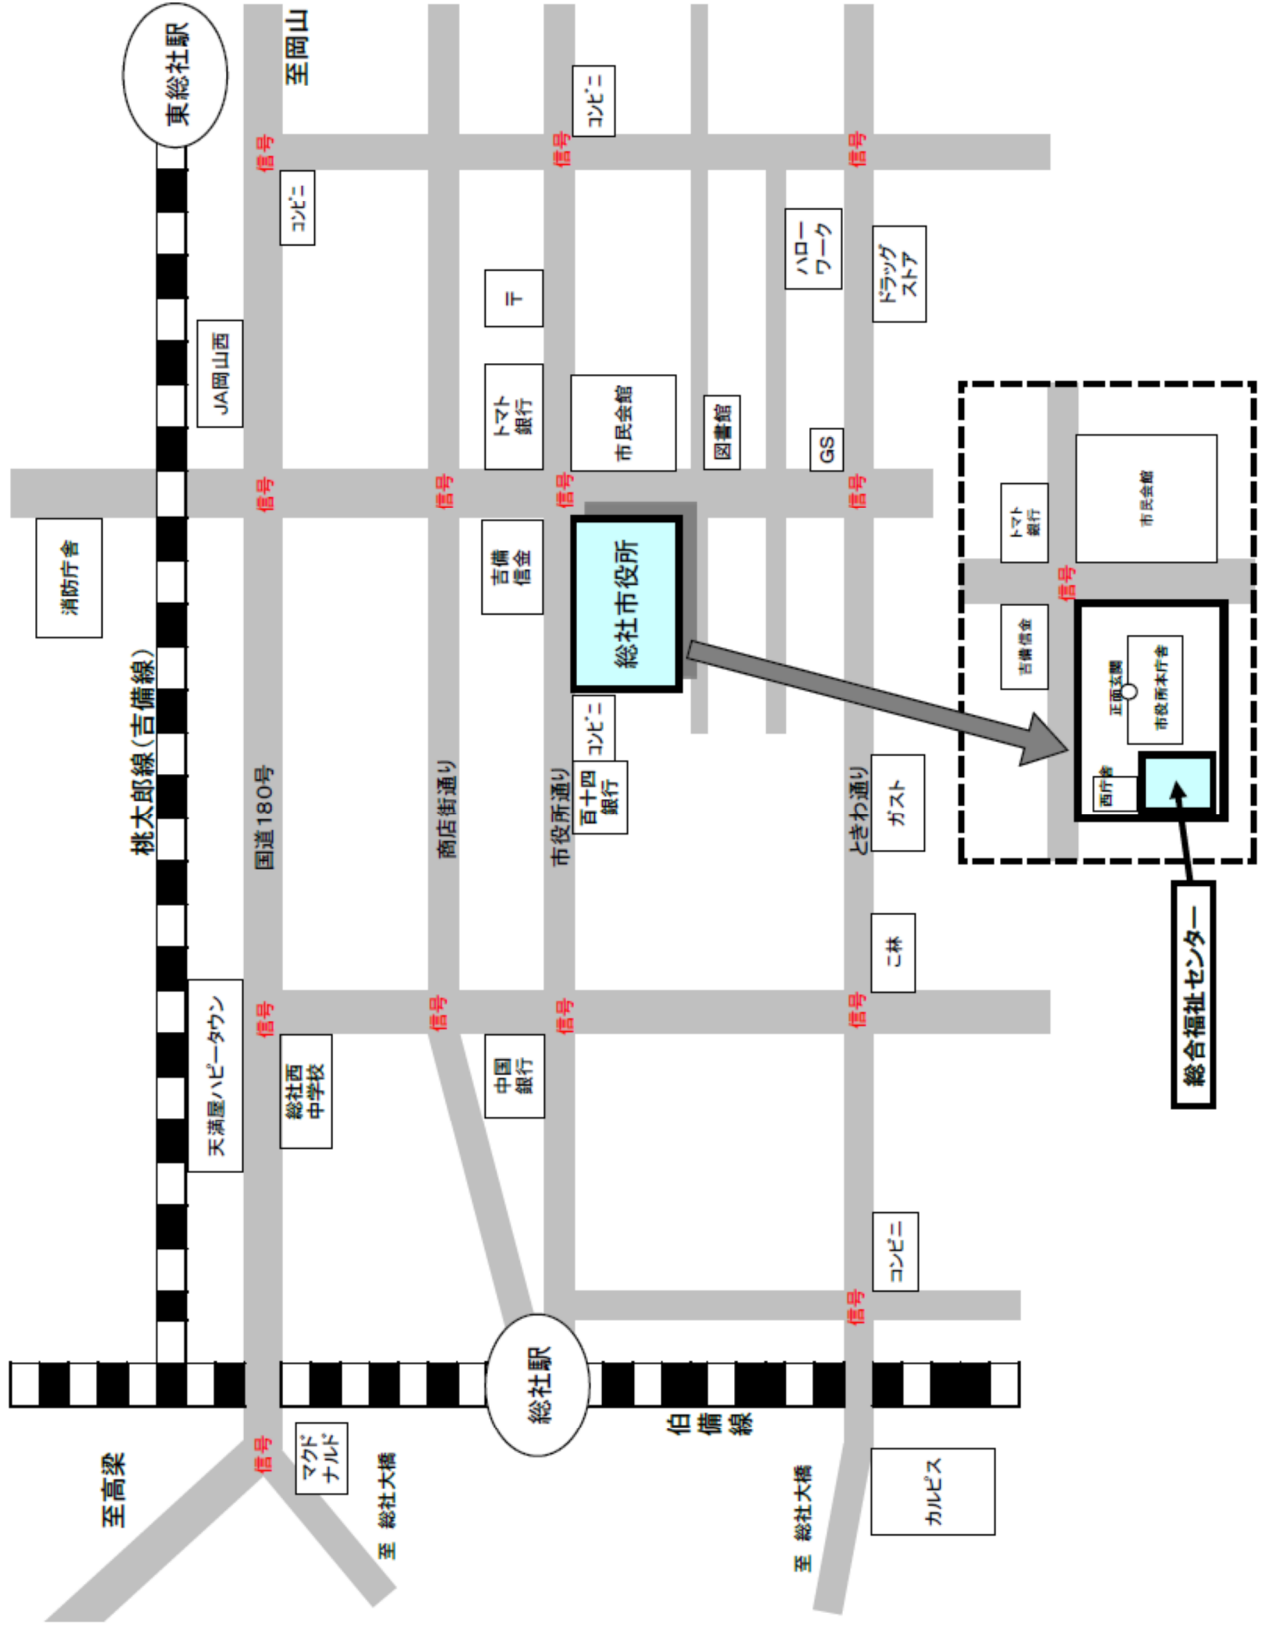 消防庁舎
至高梁
桃太郎線(吉備線)
東総社駅
天満屋ハピータウン
JA岡山西
信号
信号
国道180号
信号
信号
至岡山
マクド
ナルド
総社西
中学校
コンビニ
至 総社大橋
信号
商店街通り
信号
中国
銀行
吉備
信金
トマト
銀行
〒
総社駅
信号
市役所通り
信号
信号
百十四
銀行
コンビニ
総社市役所
市民会館
コンビニ
伯
備
線
図書館
至 総社大橋
GS
ハロー
ワーク
信号
信号
ときわ通り
信号
信号
カルピス
コンビニ
こ林
ガスト
ドラッグ
ストア
吉備信金
トマト
銀行
信号
西庁舎
正面玄関
市役所本庁舎
市民会館
総合福祉センター